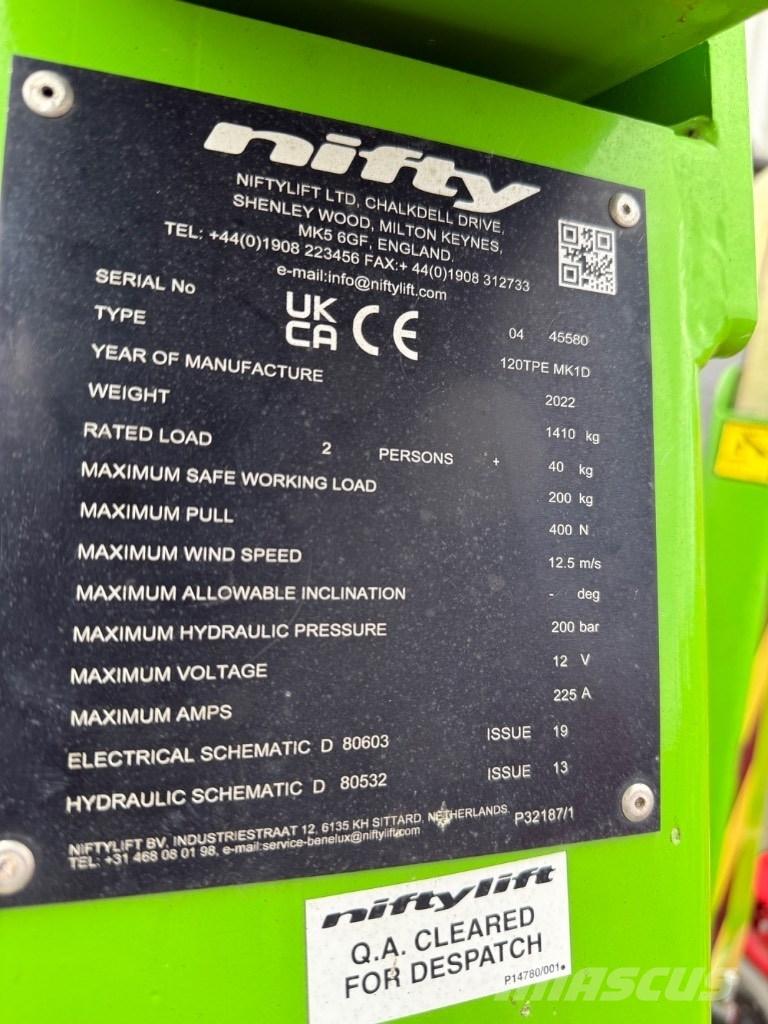 nifty
NIFTYLIFT LTD, CHALKDELL DRIVE,
SHENLEY WOOD, MILTON KEYNES,
MK5 6GF, ENGLAND.
TEL: +44(0)1908 223456 FAX:+ 44(0)1908 312733
e-mail:info@niftylift.com
UK
CA CE
SERIAL No 04 45580
TYPE 120TPE MK1D
YEAR OF MANUFACTURE 2022
WEIGHT 1410 kg
RATED LOAD 2 PERSONS + 40 kg
MAXIMUM SAFE WORKING LOAD 200 kg
MAXIMUM PULL 400 N
MAXIMUM WIND SPEED 12.5 m/s
MAXIMUM ALLOWABLE INCLINATION - deg
MAXIMUM HYDRAULIC PRESSURE 200 bar
MAXIMUM VOLTAGE 12 V
MAXIMUM AMPS 225 A
ELECTRICAL SCHEMATIC D 80603 ISSUE 19
HYDRAULIC SCHEMATIC D 80532 ISSUE 13
NIFTYLIFT BV, INDUSTRIESTRAAT 12, 6135 KH SITTARD, NETHERLANDS. P32187/1
TEL: +31 468 08 01 98, e-mail:service-benelux@niftylift.com
niftylift
Q.A. CLEARED
FOR DESPATCH
P14780/001
MASCUS